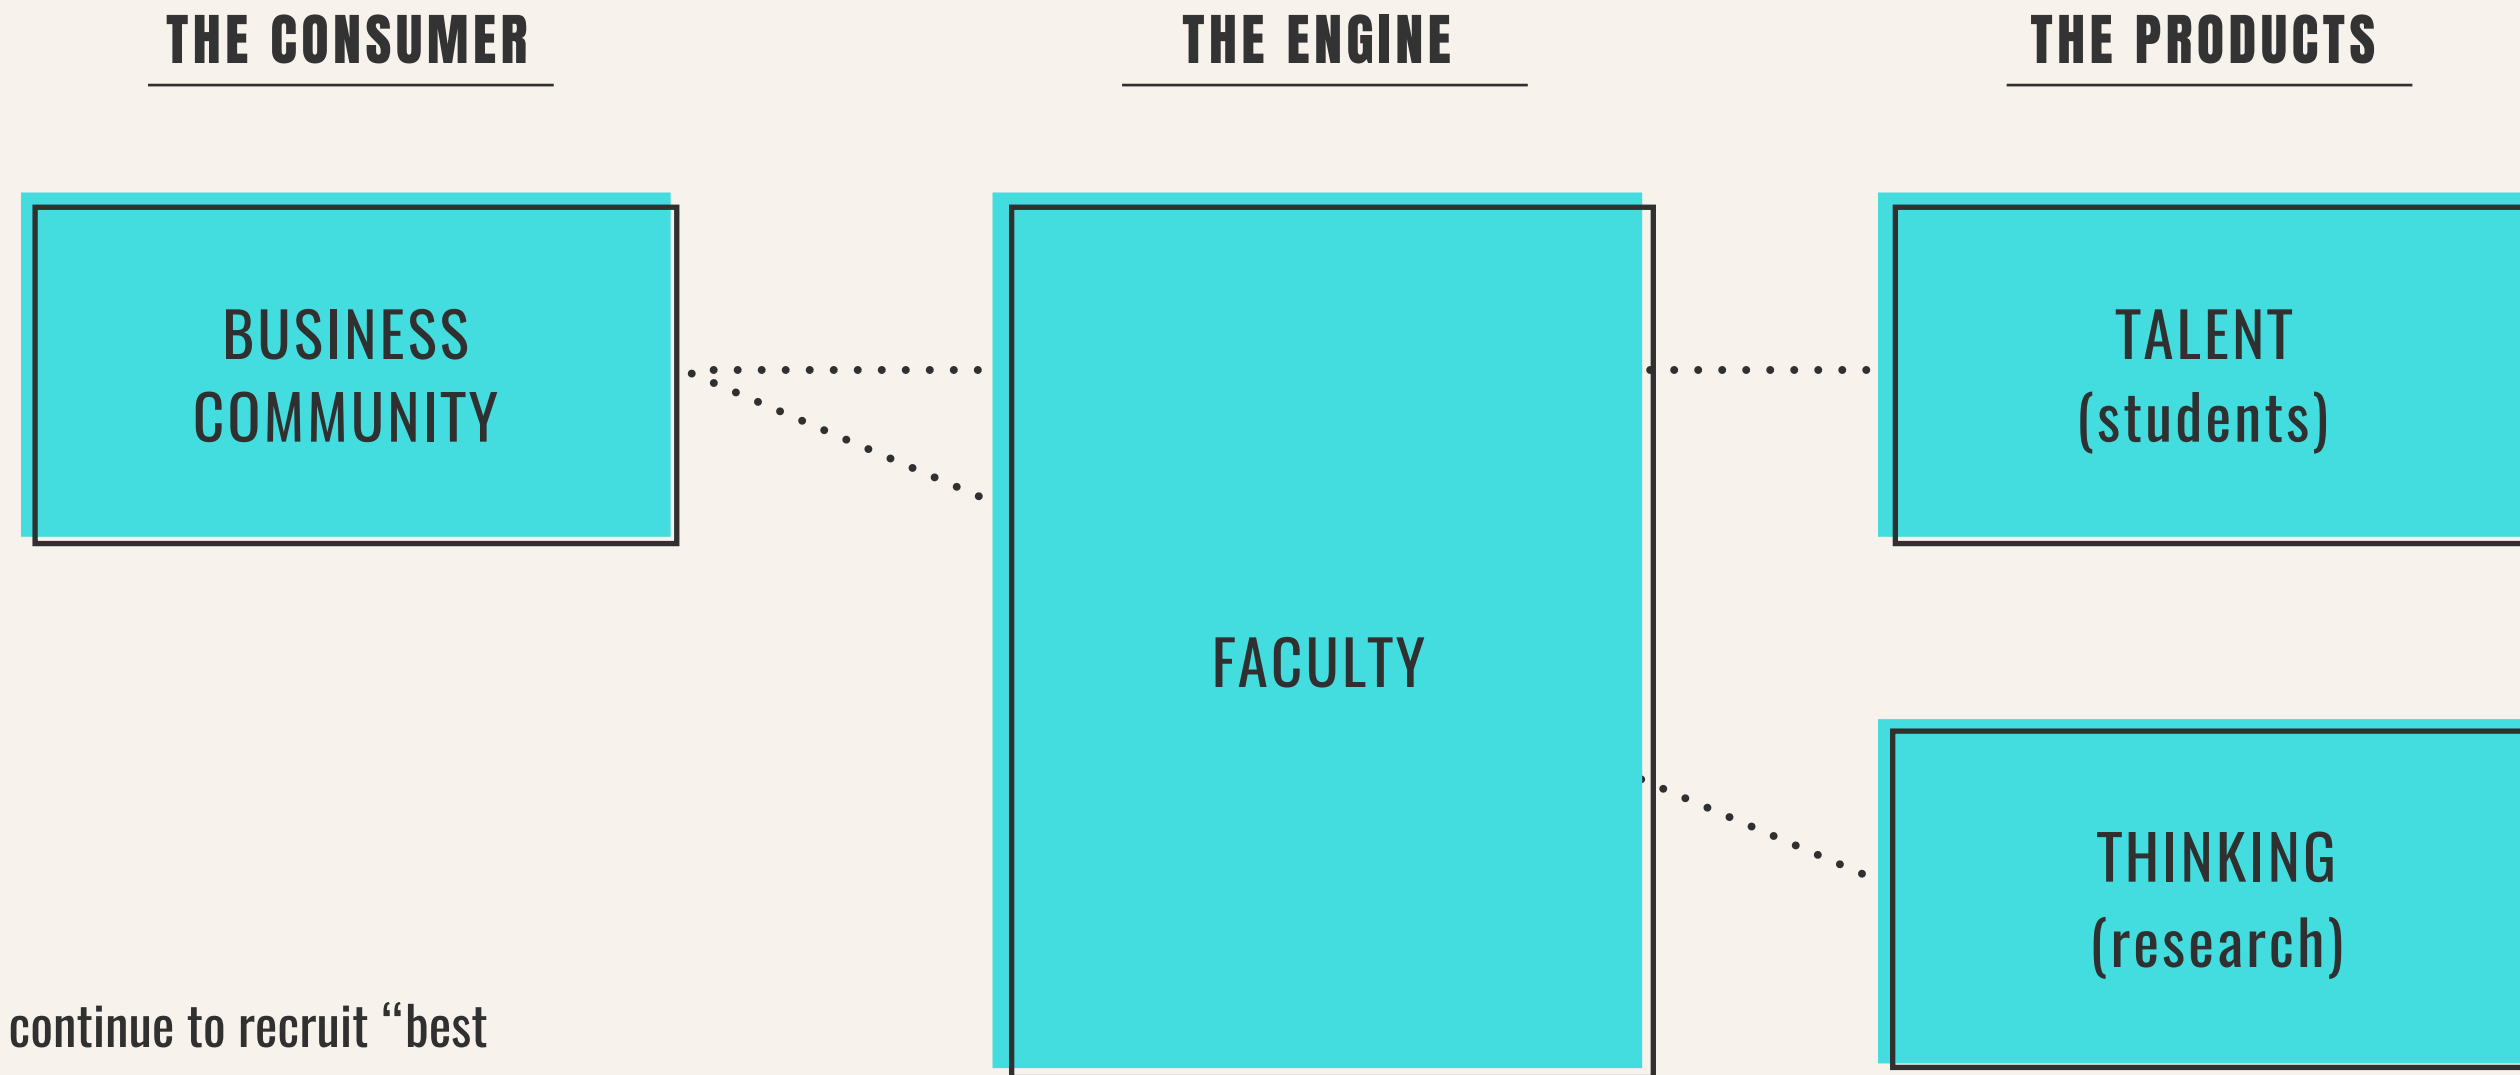 THE CONSUMER
THE ENGINE
THE PRODUCTS
BUSINESS
COMMUNITY
FACULTY
TALENT
(students)
THINKING
(research)
continue to recruit “best